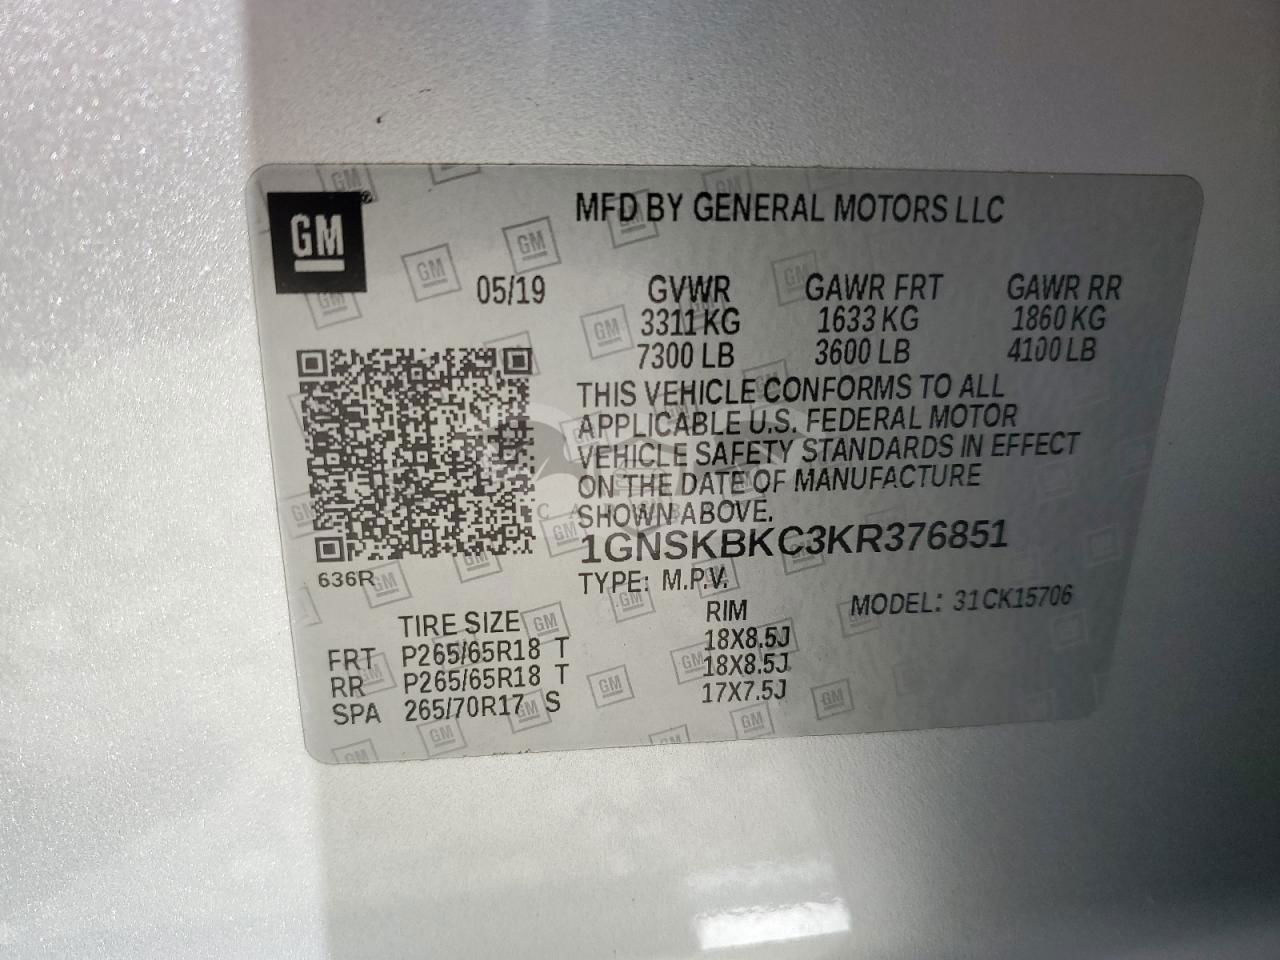 GM
MFD BY GENERAL MOTORS LLC
05/19 GVWR GAWR FRT GAWR RR
3311 KG 1633 KG 1860 KG
7300 LB 3600 LB 4100 LB
THIS VEHICLE CONFORMS TO ALL
APPLICABLE U.S. FEDERAL MOTOR
VEHICLE SAFETY STANDARDS IN EFFECT
ON THE DATE OF MANUFACTURE
SHOWN ABOVE.
1GNSKBKC3KR376851
636R TYPE: M.P.V. MODEL: 31CK15706
TIRE SIZE RIM
FRT P265/65R18 T 18X8.5J
RR P265/65R18 T 18X8.5J
SPA 265/70R17 S 17X7.5J